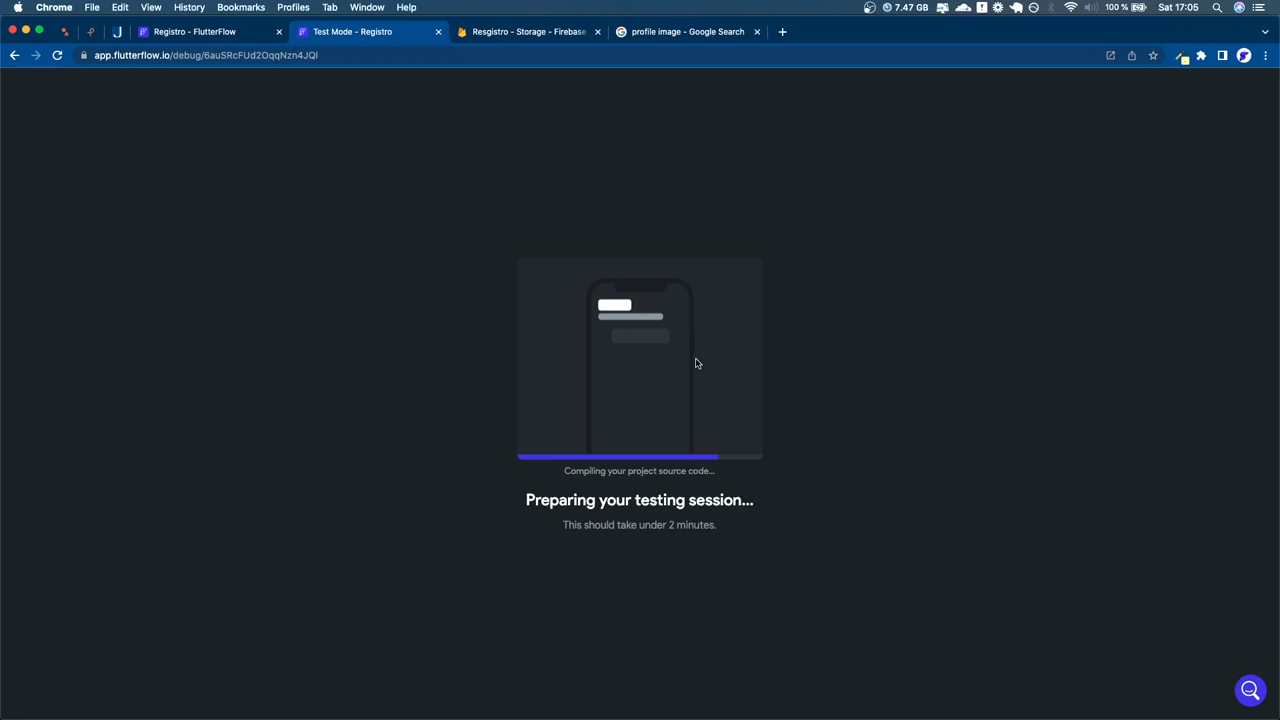 Chrome File Edit View History Bookmarks Profiles Tab Window Help 7.47 GB 100 % Sat 17:05
Registro - FlutterFlow Test Mode - Registro Resgistro - Storage - Firebase profile image - Google Search
app.flutterflow.io/debug/6auSRcFUd2OqqNzn4JQl
Compiling your project source code...
Preparing your testing session...
This should take under 2 minutes.